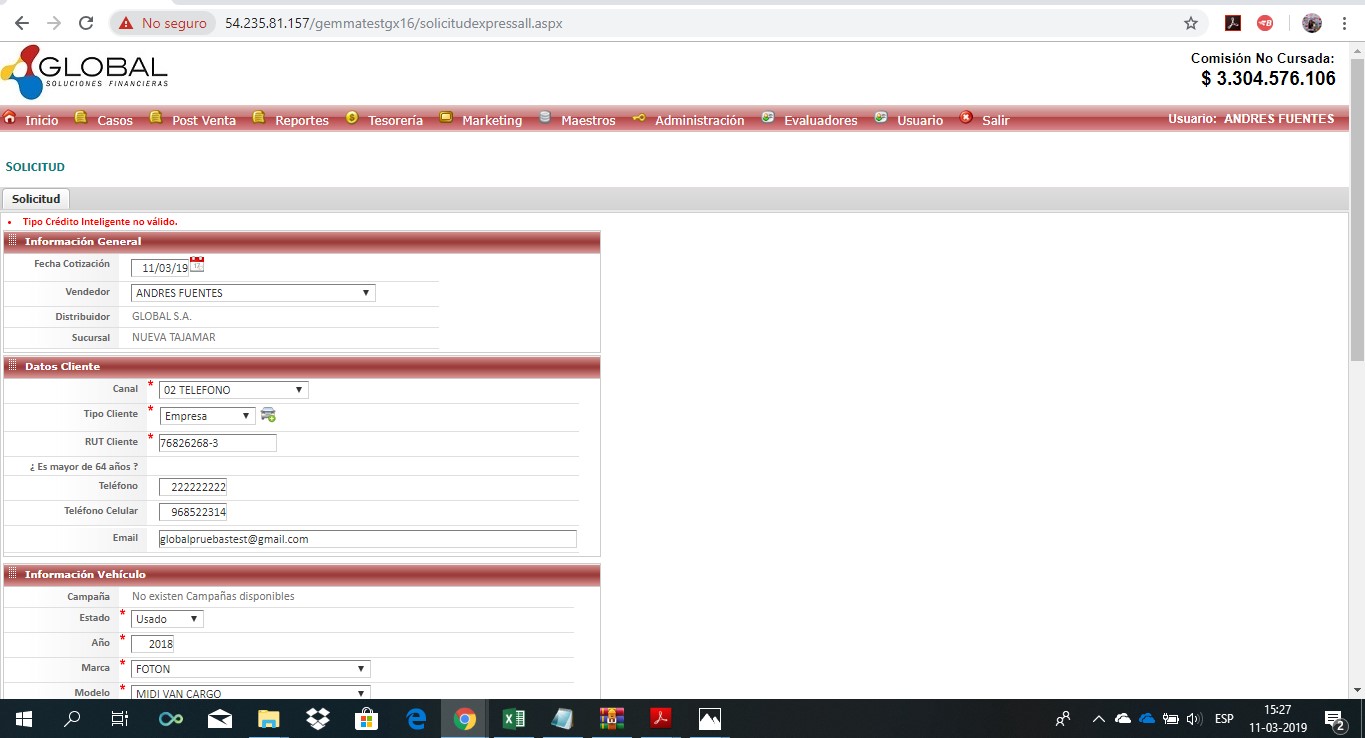 No seguro 54.235.81.157/gemmatestgx16/solicitudexpressall.aspx
GLOBAL
SOLUCIONES FINANCIERAS
Comisión No Cursada:
$ 3.304.576.106
Inicio Casos Post Venta Reportes Tesorería Marketing Maestros Administración Evaluadores Usuario Salir Usuario: ANDRES FUENTES
SOLICITUD
Solicitud
Tipo Crédito Inteligente no válido.
Información General
Fecha Cotización 11/03/19
Vendedor ANDRES FUENTES
Distribuidor GLOBAL S.A.
Sucursal NUEVA TAJAMAR
Datos Cliente
Canal * 02 TELEFONO
Tipo Cliente * Empresa
RUT Cliente * 76826268-3
¿ Es mayor de 64 años ?
Teléfono 222222222
Teléfono Celular 968522314
Email globalpruebastest@gmail.com
Información Vehículo
Campaña No existen Campañas disponibles
Estado * Usado
Año * 2018
Marca * FOTON
Modelo * MIDI VAN CARGO
ESP 15:27
11-03-2019 2